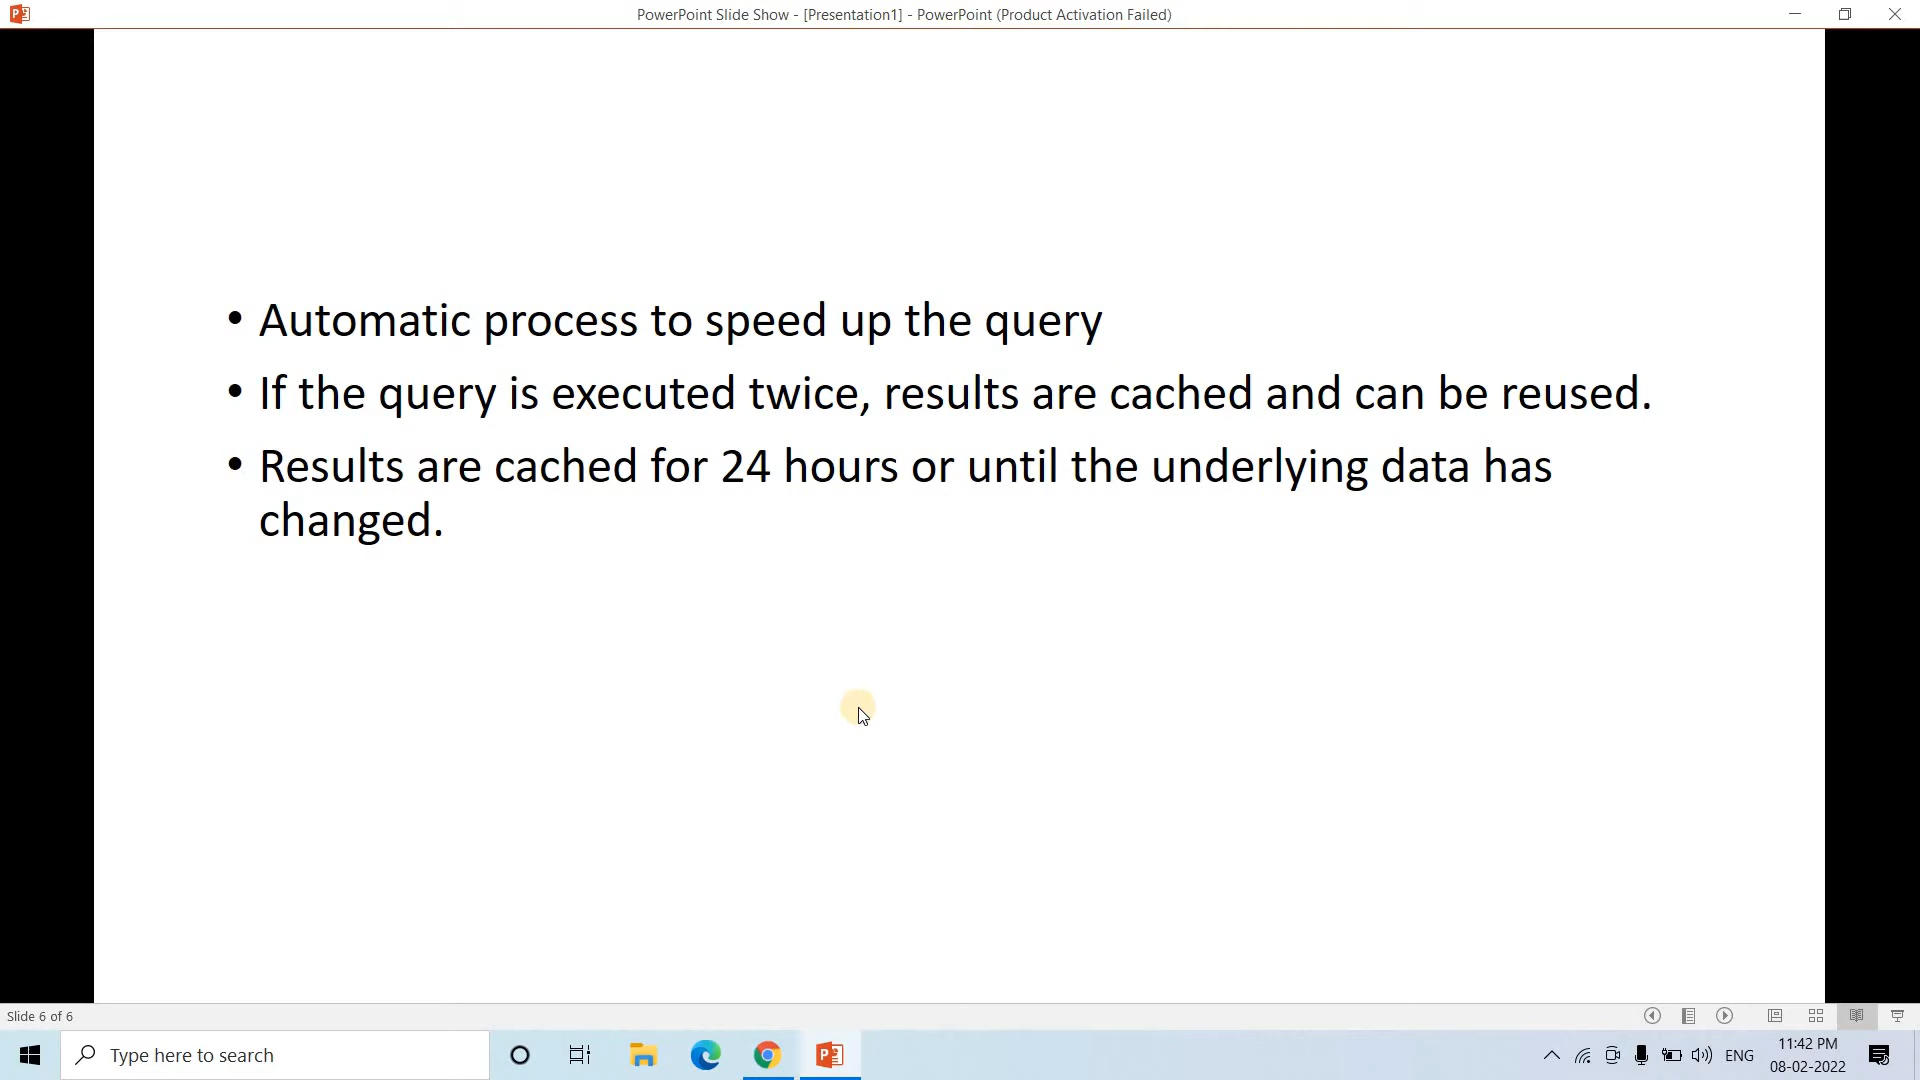 PowerPoint Slide Show - [Presentation1] - PowerPoint (Product Activation Failed)
• Automatic process to speed up the query
• If the query is executed twice, results are cached and can be reused.
• Results are cached for 24 hours or until the underlying data has
changed.
Slide 6 of 6
Type here to search
ENG
11:42 PM
08-02-2022